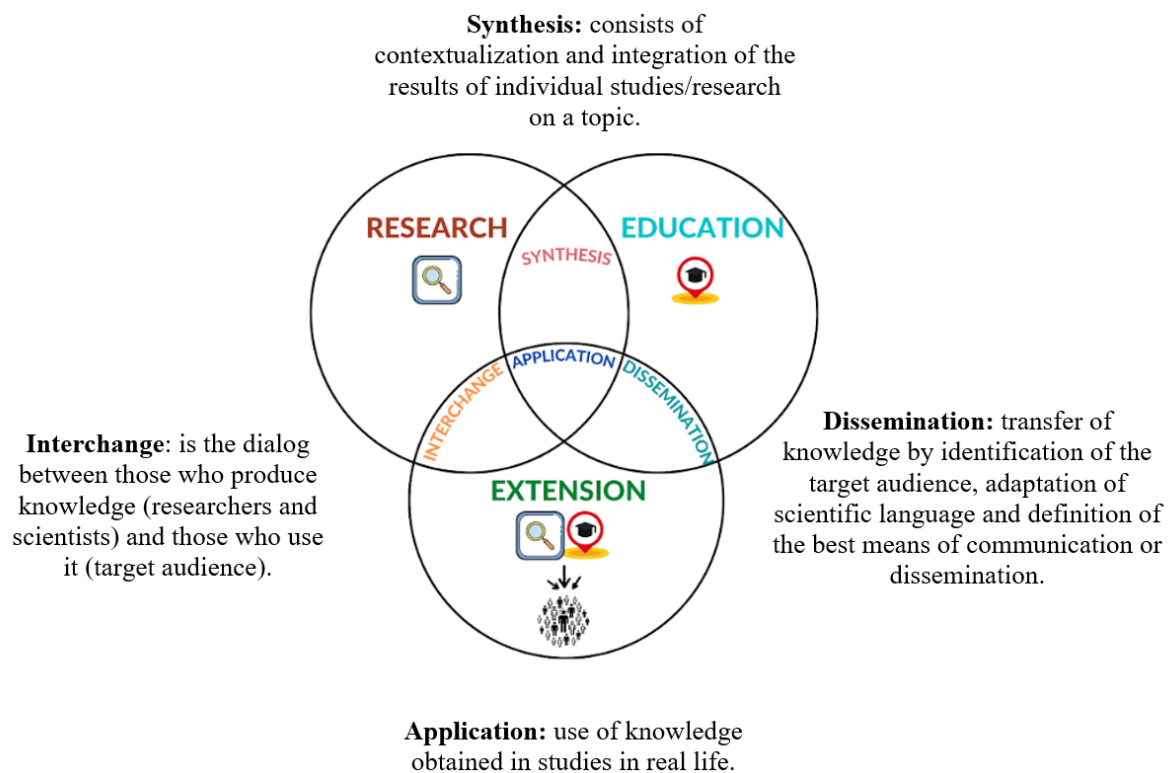 Synthesis: consists of
contextualization and integration of the
results of individual studies/research
on a topic.
RESEARCH
EDUCATION
SYNTHESIS
APPLICATION
INTERCHANGE
DISSEMINATION
Interchange: is the dialog
between those who produce
knowledge (researchers and
scientists) and those who use
it (target audience).
Dissemination: transfer of
knowledge by identification of the
target audience, adaptation of
scientific language and definition of
the best means of communication or
dissemination.
EXTENSION
Application: use of knowledge
obtained in studies in real life.